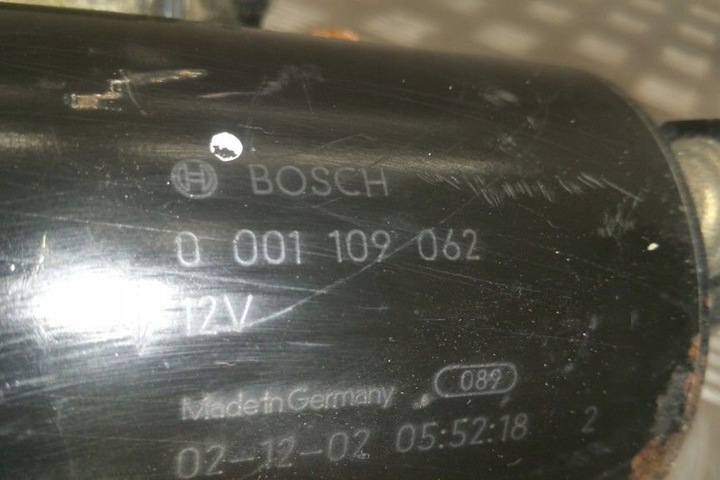 BOSCH
0 001 109 062
12V
Made in Germany 089
02-12-02 05:52:18 2